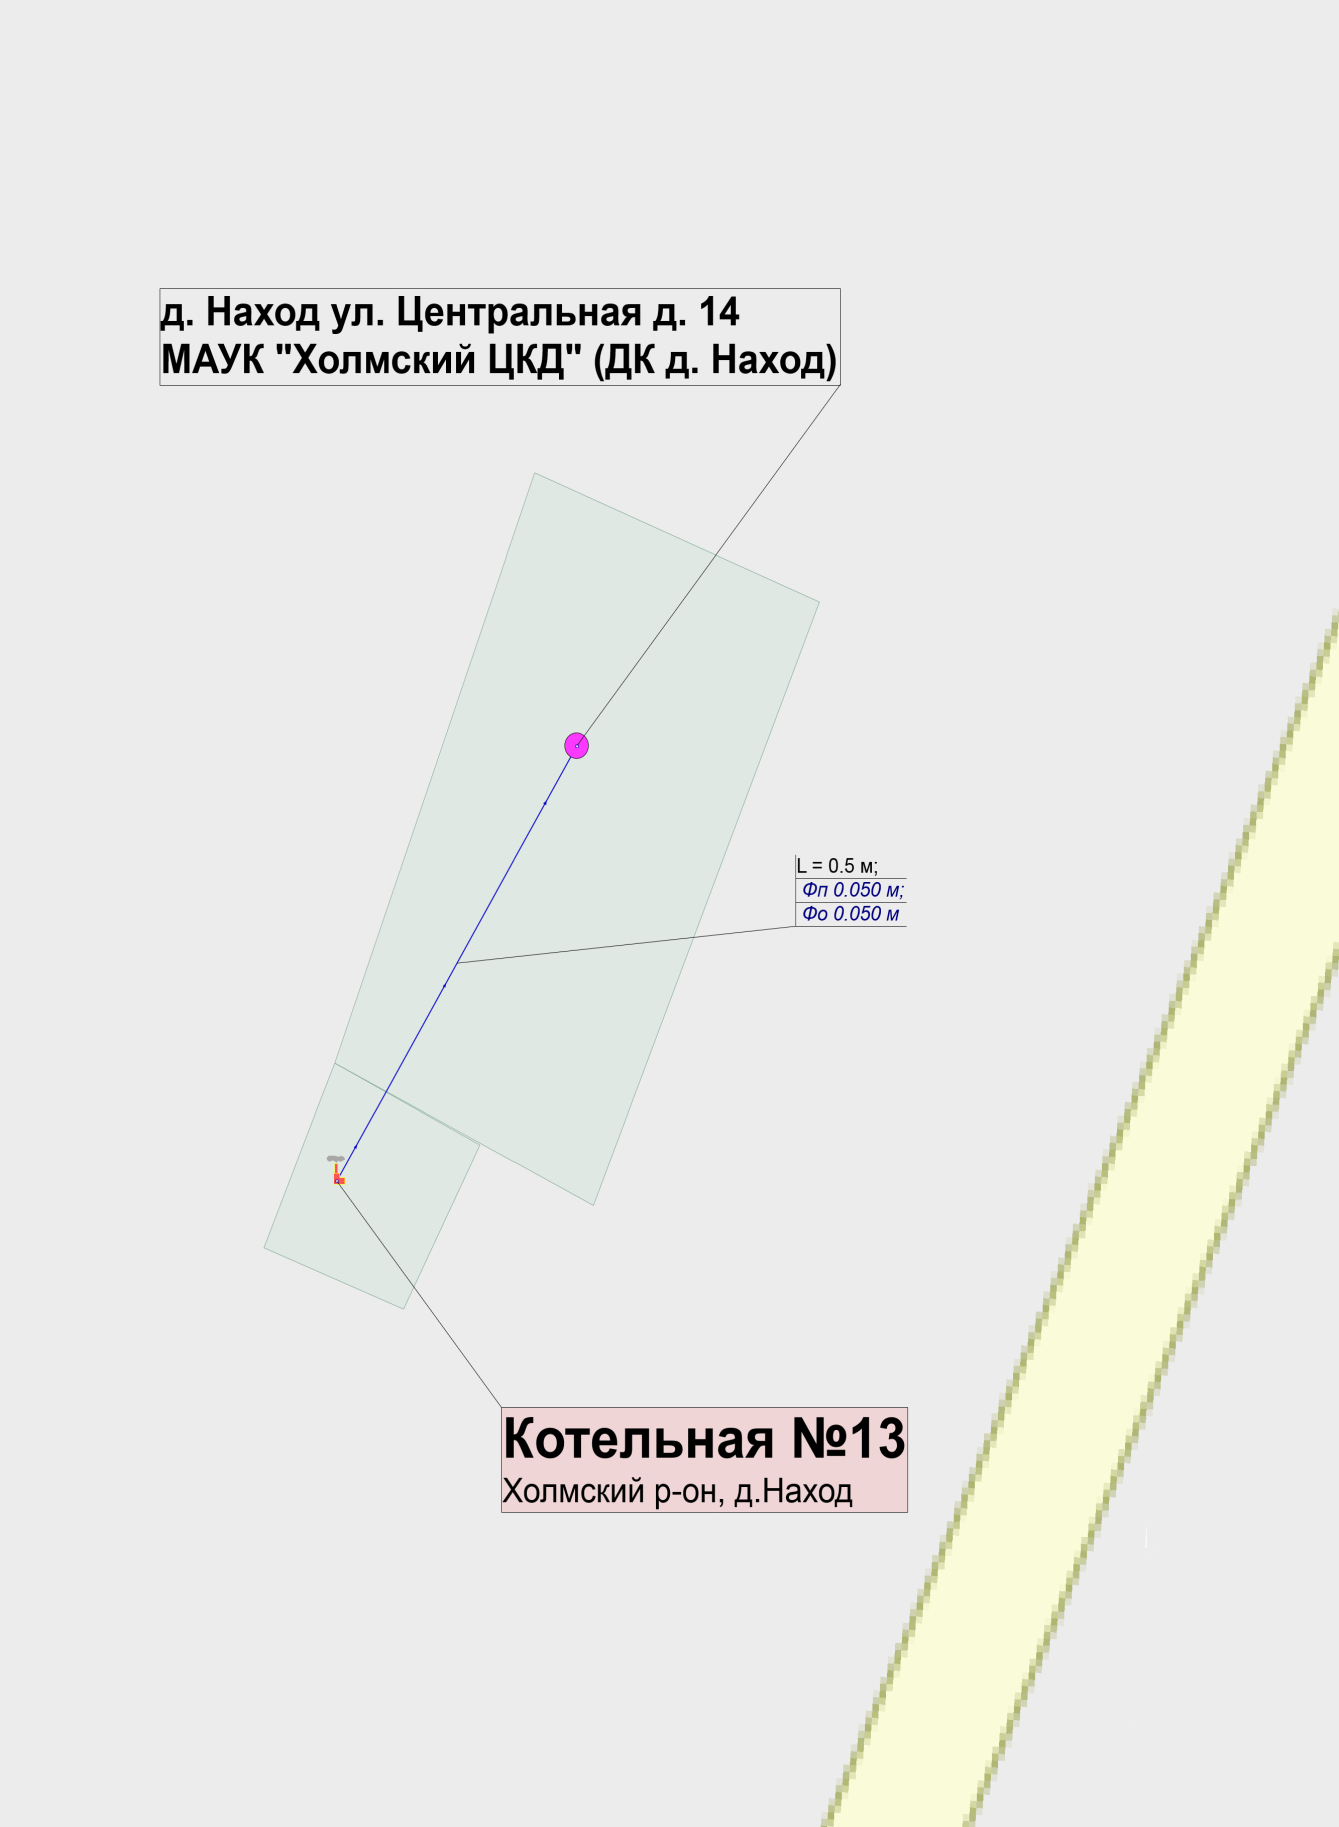 д. Наход ул. Центральная д. 14
МАУК "Холмский ЦКД" (ДК д. Наход)
L = 0.5 м;
Фп 0.050 м;
Фо 0.050 м
Котельная №13
Холмский р-он, д.Наход